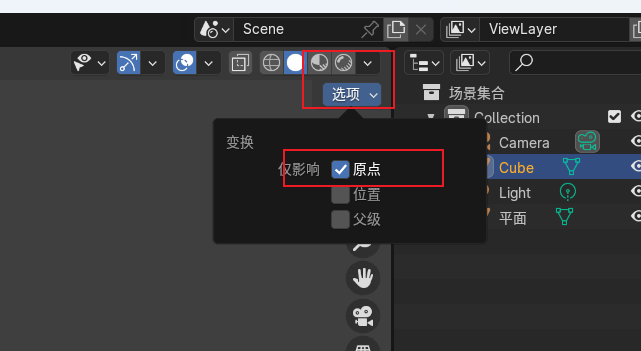 Scene
ViewLayer
选项
场景集合
Collection
变换
Camera
仅影响 原点
Cube
位置
Light
父级
平面